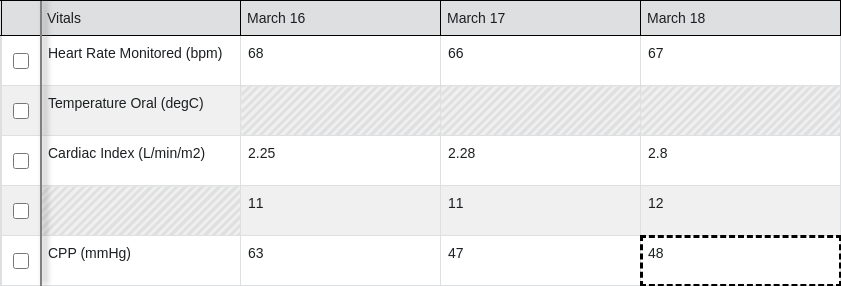 Vitals March 16 March 17 March 18
Heart Rate Monitored (bpm) 68 66 67
Temperature Oral (degC)
Cardiac Index (L/min/m2) 2.25 2.28 2.8
11 11 12
CPP (mmHg) 63 47 48